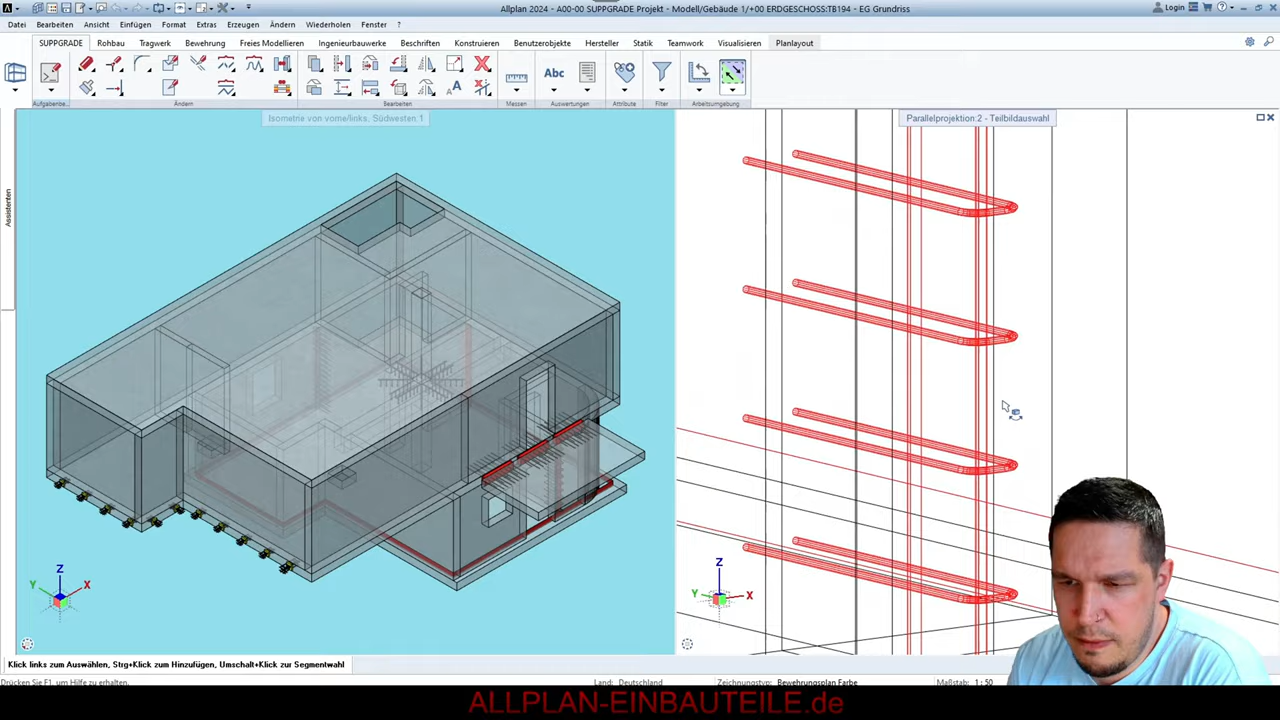 Allplan 2024 - A00-00 SUPPGRADE Projekt - Modell/Gebäude 1/+00 ERDGESCHOSS:TB194 - EG Grundriss
Login
Datei Bearbeiten Einfügen Format Extras Erzeugen Ändern Wiederholen Fenster ?
SUPPGRADE Rohbau Tragwerk Bewehrung Freies Modellieren Ingenieurbauwerke Beschriften Konstruieren Benutzerobjekte Hersteller Statik Teamwork Visualisieren Planlayout
Abc
Aufgabenbe... Ändern Bearbeiten Messen Auswertungen Attribute Filter Arbeitsumgebung
Isometrie von vorne/links, Südwesten:1
Parallelprojektion:2 - Teilbildauswahl
Assistenten
Z
Y X
Z
Y X
Klick links zum Auswählen, Strg+Klick zum Hinzufügen, Umschalt+Klick zur Segmentwahl
Drücken Sie F1, um Hilfe zu erhalten. Land: Deutschland Zeichnungstyp: Bewehrungsplan Farbe Maßstab: 1 : 50
ALLPLAN-EINBAUTEILE.de